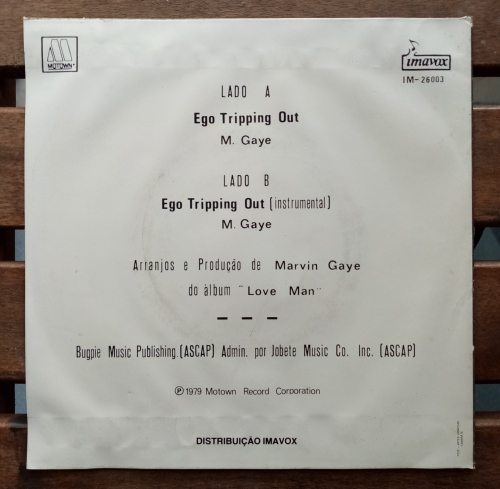 MOTOWN
imavox
IM-26003
LADO A
Ego Tripping Out
M. Gaye
LADO B
Ego Tripping Out (instrumental)
M. Gaye
Arranjos e Produção de Marvin Gaye
do àlbum "Love Man"
Bugpie Music Publishing.(ASCAP) Admin. por Jobete Music Co. Inc. (ASCAP)
Ⓟ 1979 Motown Record Corporation
DISTRIBUIÇÃO IMAVOX